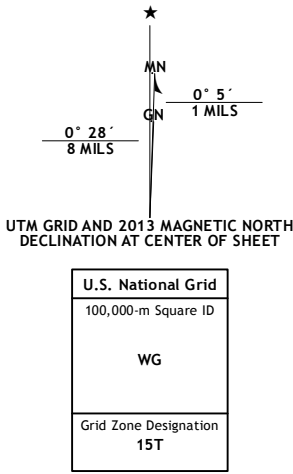 ★
MN
0° 5´
1 MILS
GN
0° 28´
8 MILS
UTM GRID AND 2013 MAGNETIC NORTH
DECLINATION AT CENTER OF SHEET
U.S. National Grid
100,000-m Square ID
WG
Grid Zone Designation
15T